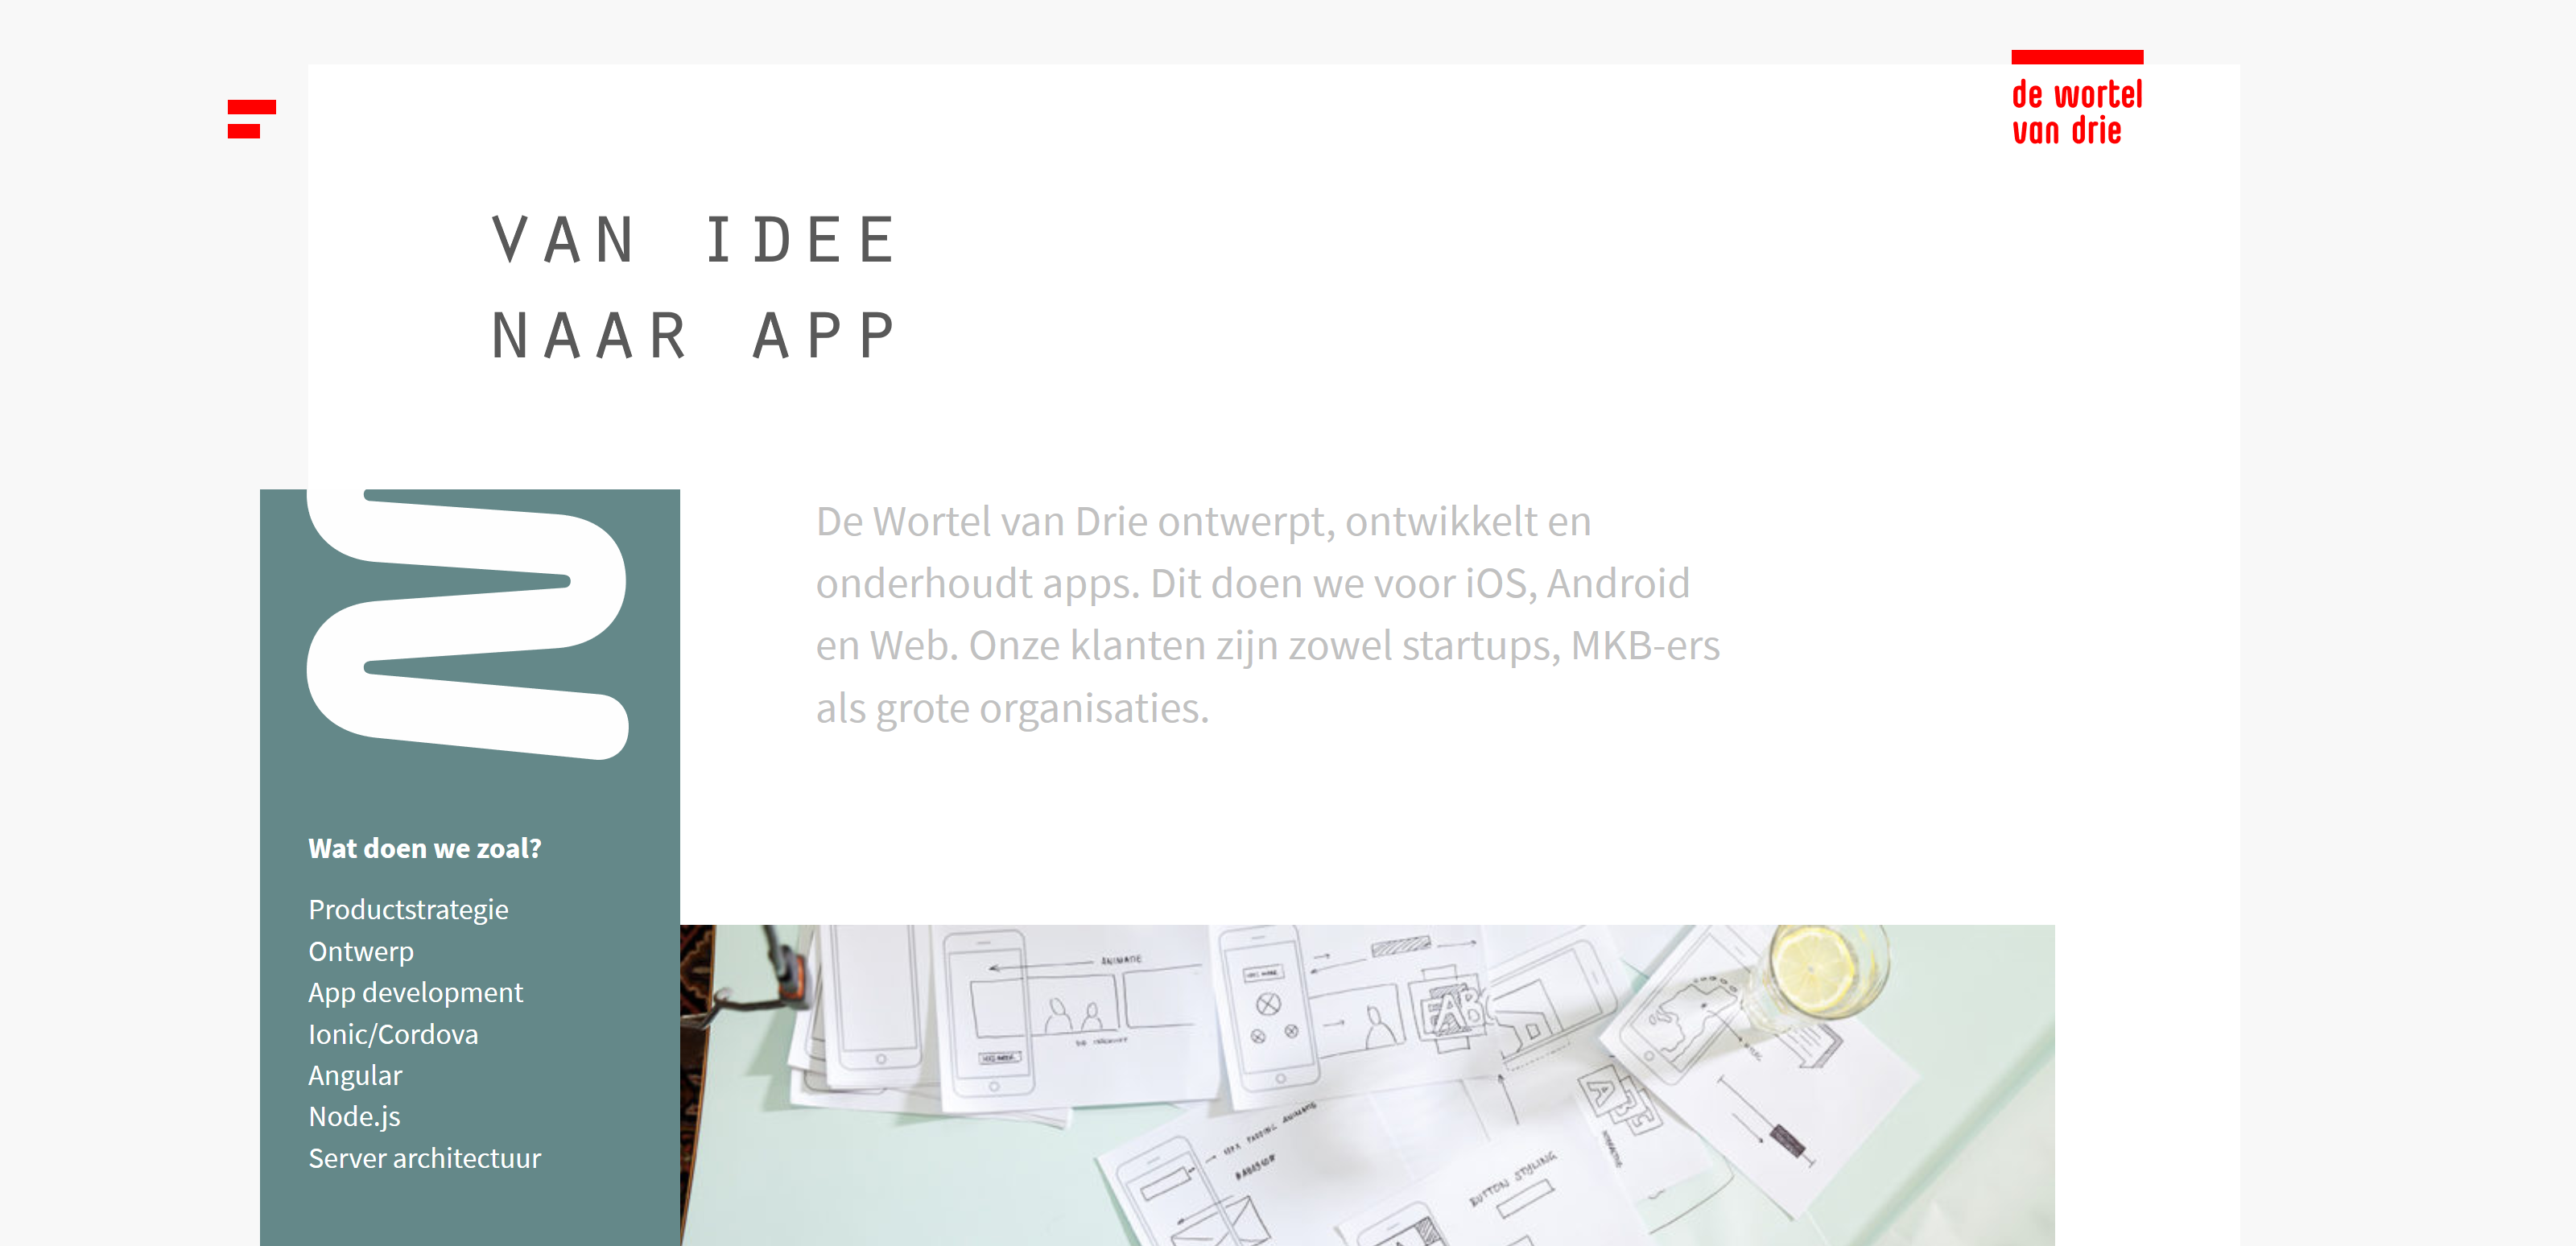 de wortel
van drie
VAN IDEE
NAAR APP
De Wortel van Drie ontwerpt, ontwikkelt en
onderhoudt apps. Dit doen we voor iOS, Android
en Web. Onze klanten zijn zowel startups, MKB-ers
als grote organisaties.
Wat doen we zoal?
Productstrategie
Ontwerp
App development
Ionic/Cordova
Angular
Node.js
Server architectuur
ANIMATIE
ABC
ABE
BUTTON STYLING